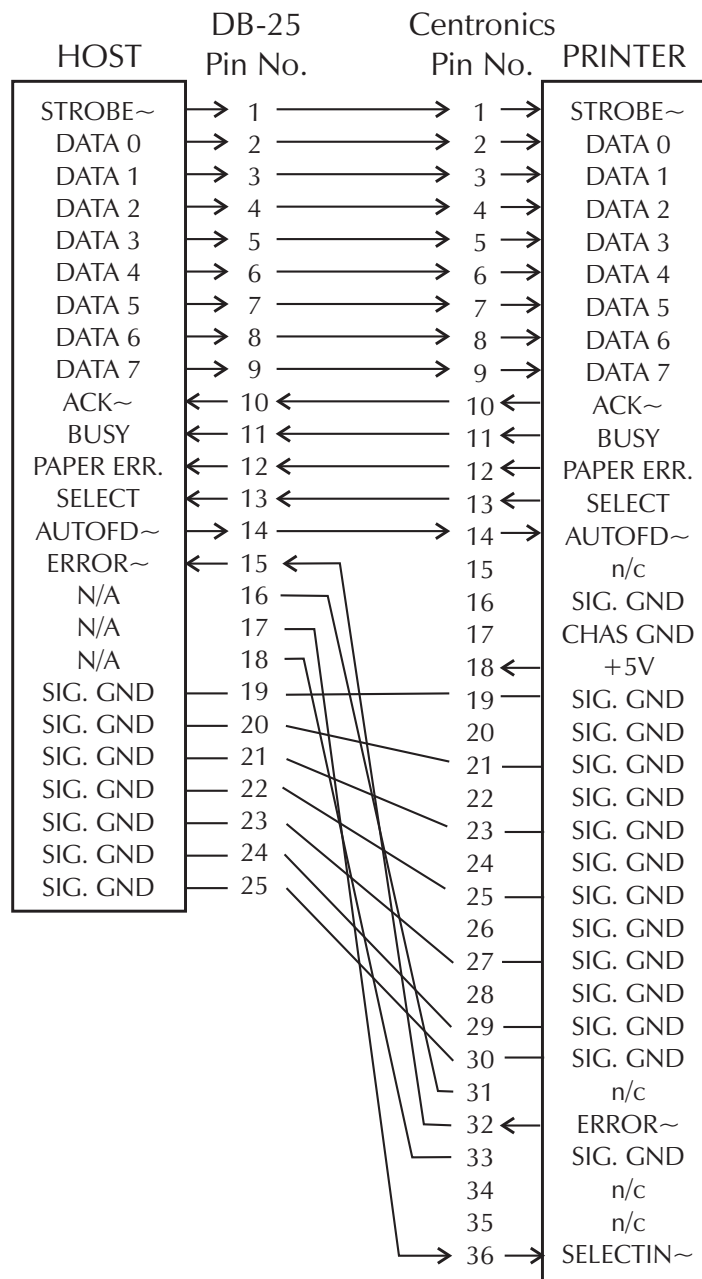 DB-25 Centronics
HOST Pin No. Pin No. PRINTER
STROBE~ 1 1 STROBE~
DATA 0 2 2 DATA 0
DATA 1 3 3 DATA 1
DATA 2 4 4 DATA 2
DATA 3 5 5 DATA 3
DATA 4 6 6 DATA 4
DATA 5 7 7 DATA 5
DATA 6 8 8 DATA 6
DATA 7 9 9 DATA 7
ACK~ 10 10 ACK~
BUSY 11 11 BUSY
PAPER ERR. 12 12 PAPER ERR.
SELECT 13 13 SELECT
AUTOFD~ 14 14 AUTOFD~
ERROR~ 15 15 n/c
N/A 16 16 SIG. GND
N/A 17 17 CHAS GND
N/A 18 18 +5V
SIG. GND 19 19 SIG. GND
SIG. GND 20 20 SIG. GND
SIG. GND 21 21 SIG. GND
SIG. GND 22 22 SIG. GND
SIG. GND 23 23 SIG. GND
SIG. GND 24 24 SIG. GND
SIG. GND 25 25 SIG. GND
26 SIG. GND
27 SIG. GND
28 SIG. GND
29 SIG. GND
30 SIG. GND
31 n/c
32 ERROR~
33 SIG. GND
34 n/c
35 n/c
36 SELECTIN~